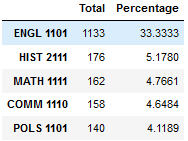 Total Percentage
ENGL 1101 1133 33.3333
HIST 2111 176 5.1780
MATH 1111 162 4.7661
COMM 1110 158 4.6484
POLS 1101 140 4.1189